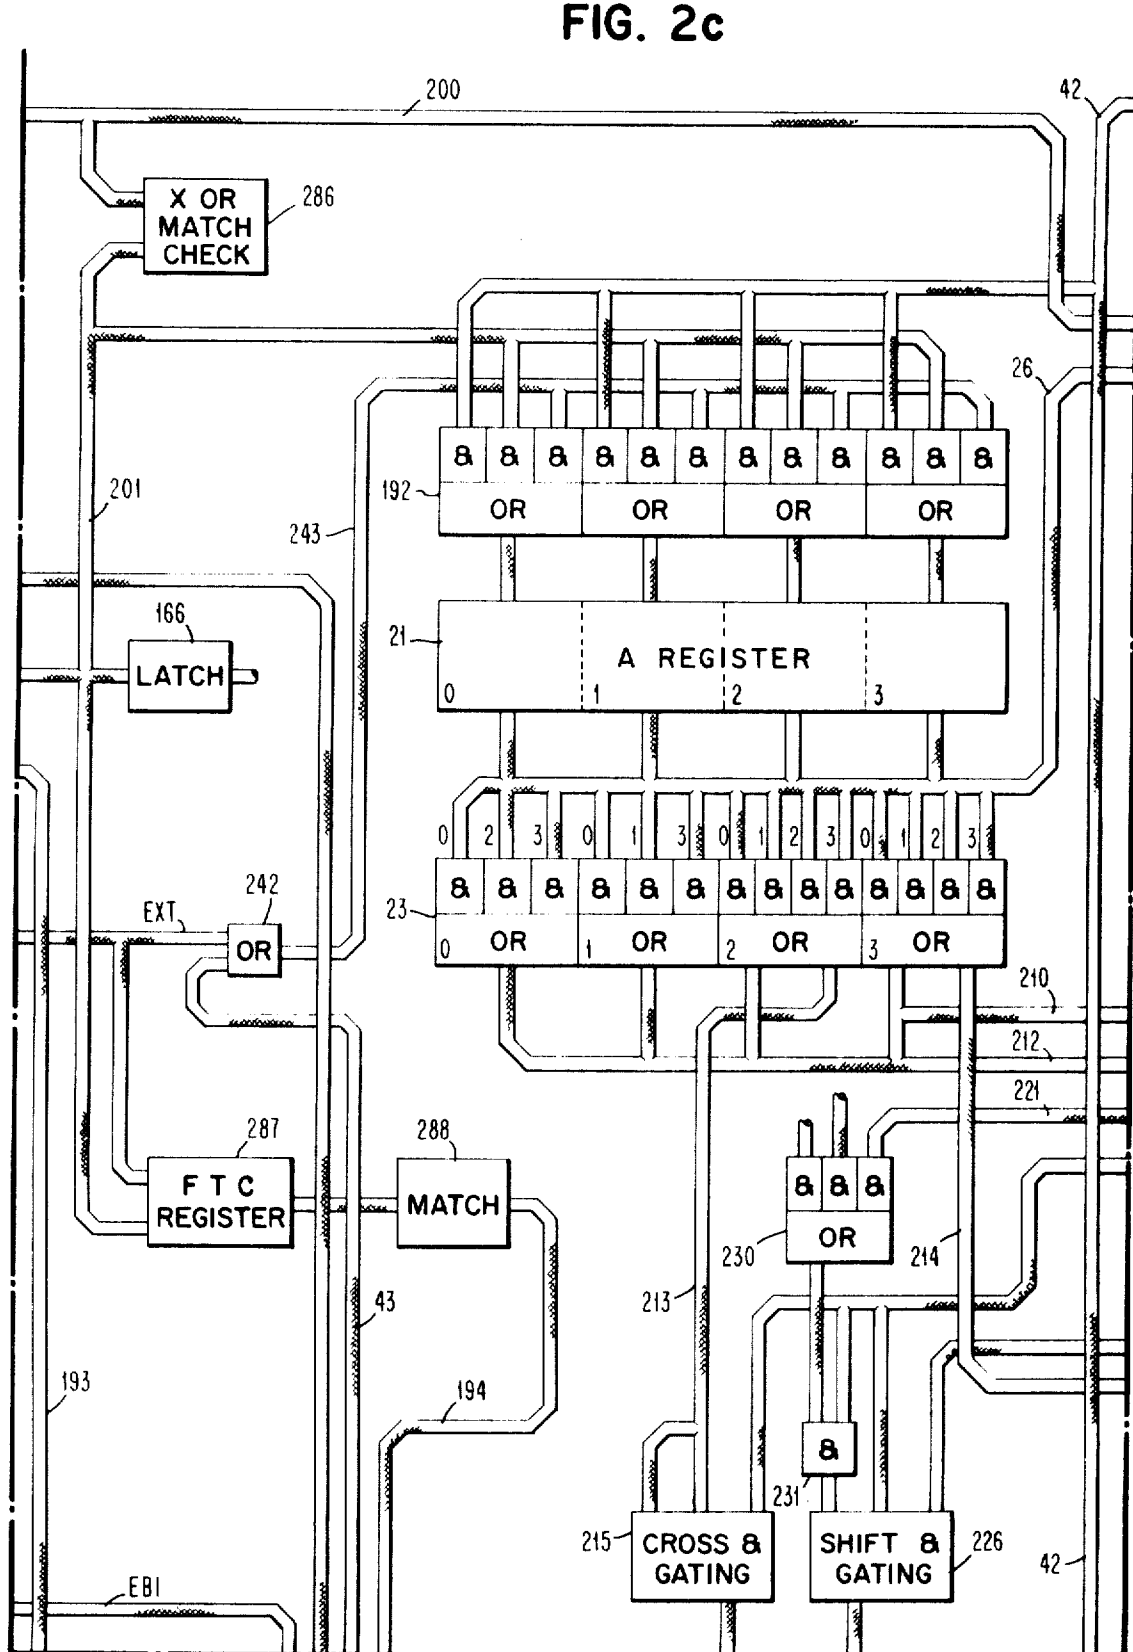 FIG. 2c
200
42
X OR
MATCH
CHECK
286
26
& & & & & & & & & & & &
192
OR OR OR OR
201
243
166
LATCH
21
A REGISTER
0 1 2 3
0 2 3 0 1 3 0 1 2 3 0 1 2 3
& & & & & & & & & & & & & &
23
0 OR 1 OR 2 OR 3 OR
EXT
242
OR
210
212
221
287
F T C
REGISTER
288
MATCH
& & &
OR
230
214
213
43
193
194
&
231
215
CROSS &
GATING
SHIFT &
GATING
226
42
EBI